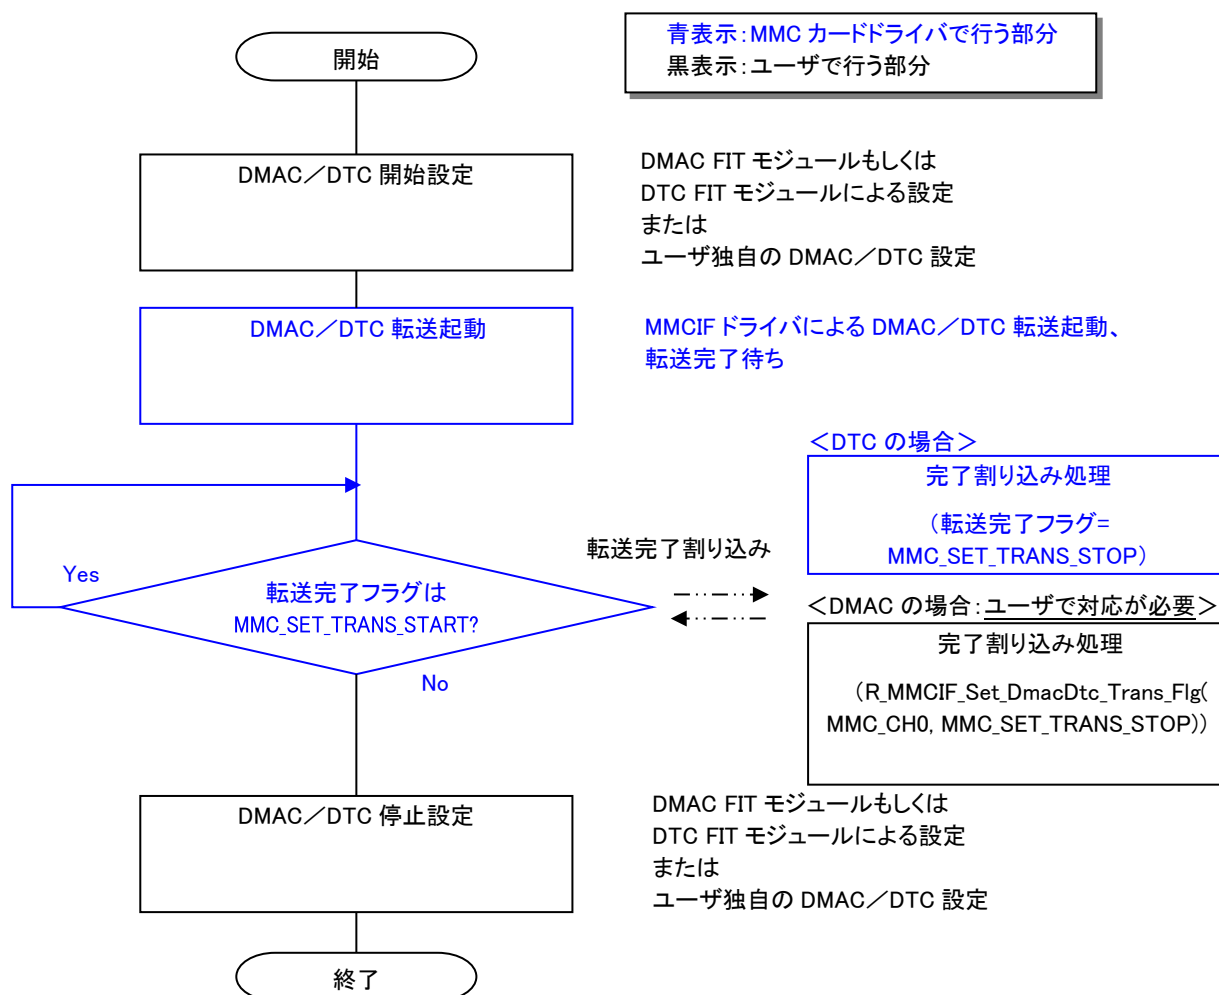 青表示：MMC カードドライバで行う部分
黒表示：ユーザで行う部分
開始
DMAC／DTC 開始設定
DMAC FIT モジュールもしくは
DTC FIT モジュールによる設定
または
ユーザ独自の DMAC／DTC 設定
DMAC／DTC 転送起動
MMCIF ドライバによる DMAC／DTC 転送起動、
転送完了待ち
＜DTC の場合＞
完了割り込み処理
（転送完了フラグ=
MMC_SET_TRANS_STOP）
転送完了割り込み
Yes
転送完了フラグは
MMC_SET_TRANS_START?
No
＜DMAC の場合：ユーザで対応が必要＞
完了割り込み処理
（R_MMCIF_Set_DmacDtc_Trans_Flg(
MMC_CH0, MMC_SET_TRANS_STOP)）
DMAC／DTC 停止設定
DMAC FIT モジュールもしくは
DTC FIT モジュールによる設定
または
ユーザ独自の DMAC／DTC 設定
終了